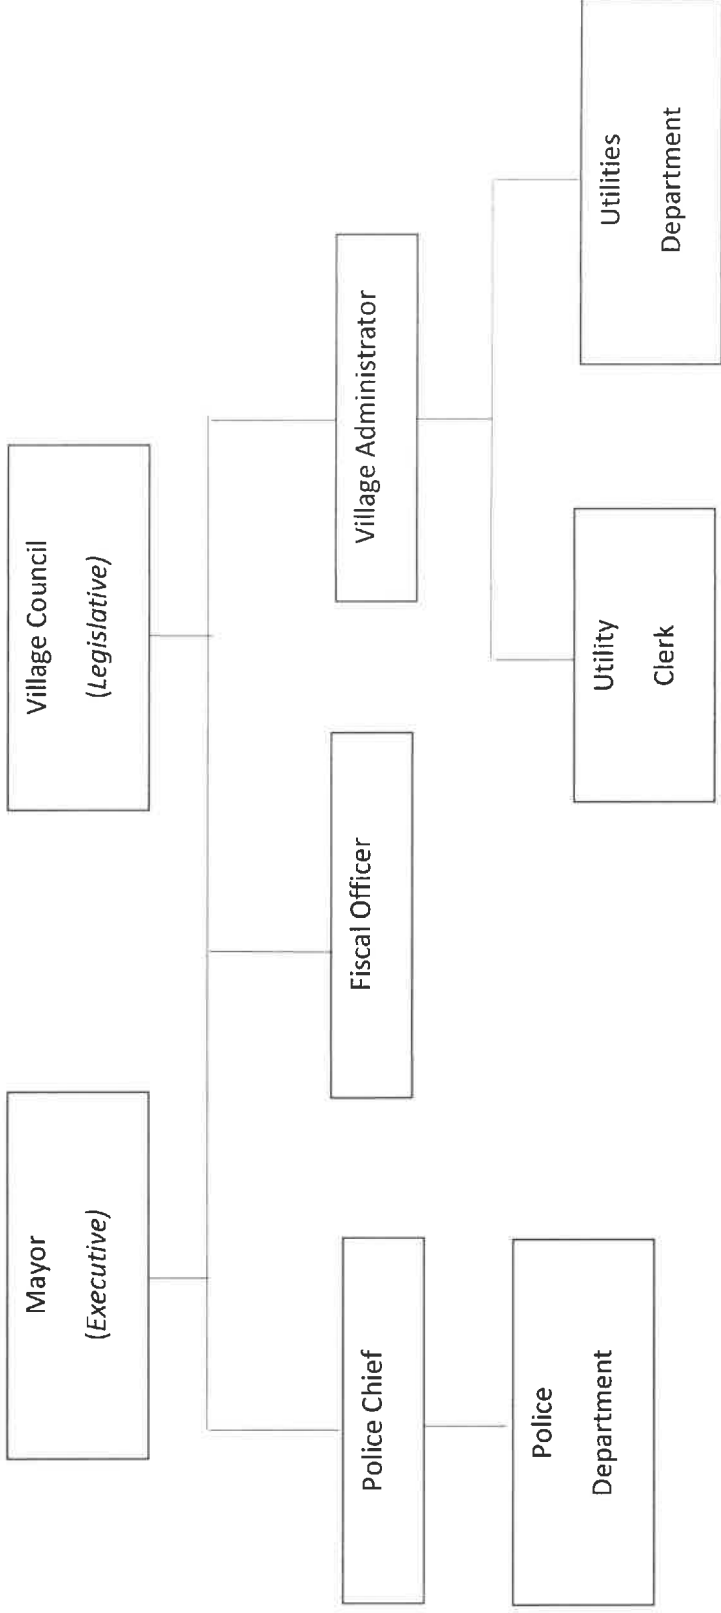 Mayor
(Executive)
Village Council
(Legislative)
Police Chief
Fiscal Officer
Village Administrator
Police
Department
Utility
Clerk
Utilities
Department